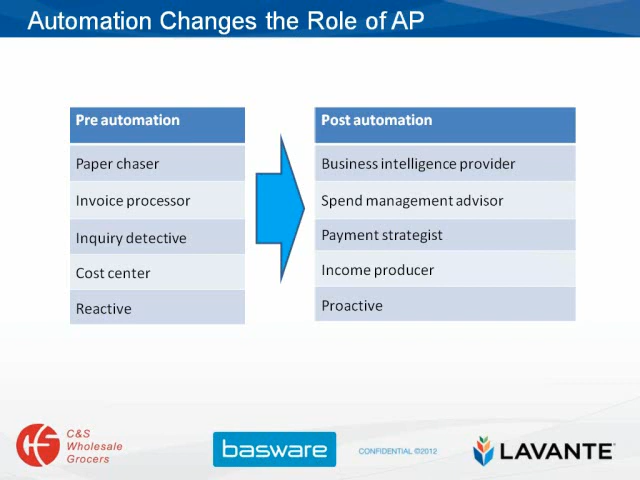 Automation Changes the Role of AP
Pre automation
Paper chaser
Invoice processor
Inquiry detective
Cost center
Reactive
Post automation
Business intelligence provider
Spend management advisor
Payment strategist
Income producer
Proactive
C&S
Wholesale
Grocers
basware
CONFIDENTIAL ©2012
LAVANTE